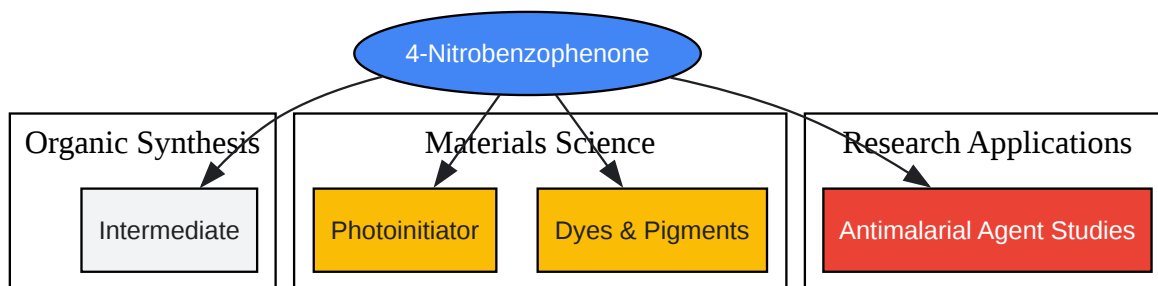 4-Nitrobenzophenone
Organic Synthesis
Materials Science
Research Applications
Intermediate
Photoinitiator
Dyes & Pigments
Antimalarial Agent Studies